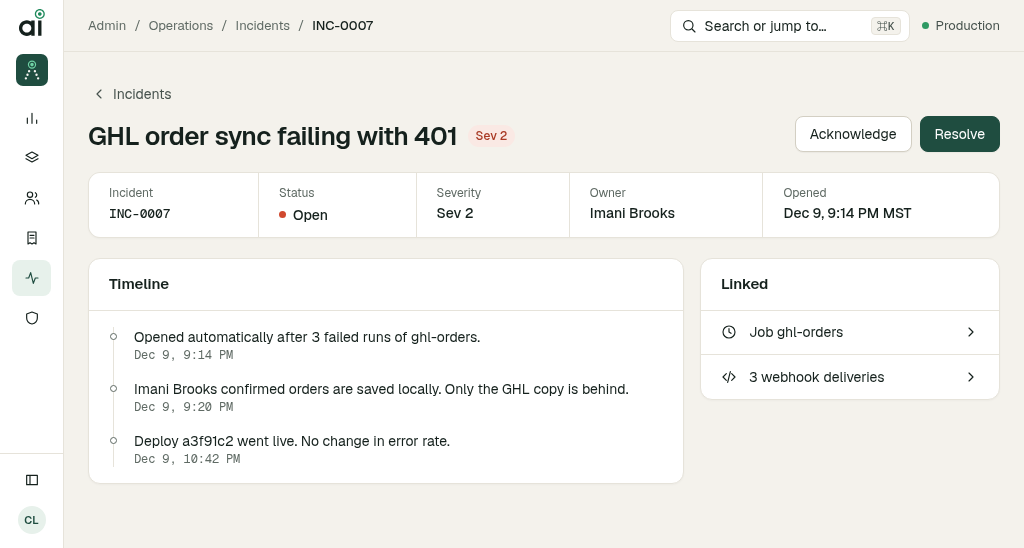 ai
Admin / Operations / Incidents / INC-0007
Search or jump to…
⌘K
Production
Incidents
GHL order sync failing with 401
Sev 2
Acknowledge
Resolve
Incident
INC-0007
Status
Open
Severity
Sev 2
Owner
Imani Brooks
Opened
Dec 9, 9:14 PM MST
Timeline
Opened automatically after 3 failed runs of ghl-orders.
Dec 9, 9:14 PM
Imani Brooks confirmed orders are saved locally. Only the GHL copy is behind.
Dec 9, 9:20 PM
Deploy a3f91c2 went live. No change in error rate.
Dec 9, 10:42 PM
Linked
Job ghl-orders
3 webhook deliveries
CL